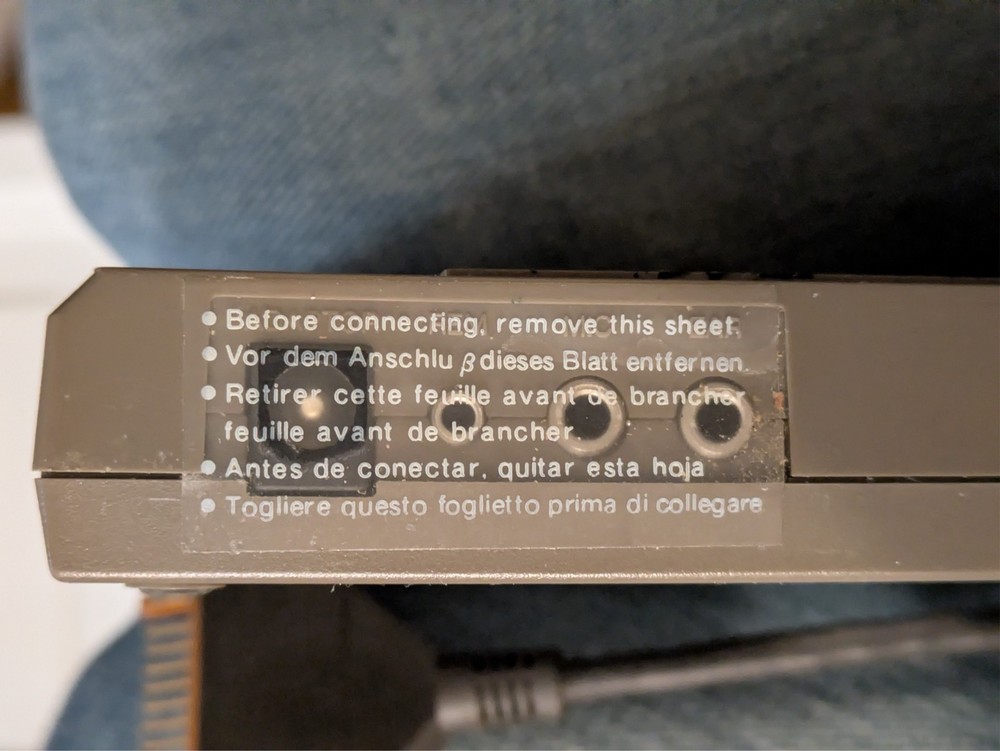 • Before connecting, remove this sheet.
• Vor dem Anschlu β dieses Blatt entfernen.
• Retirer cette feuille avant de brancher
feuille avant de brancher
• Antes de conectar, quitar esta hoja
• Togliere questo foglietto prima di collegare